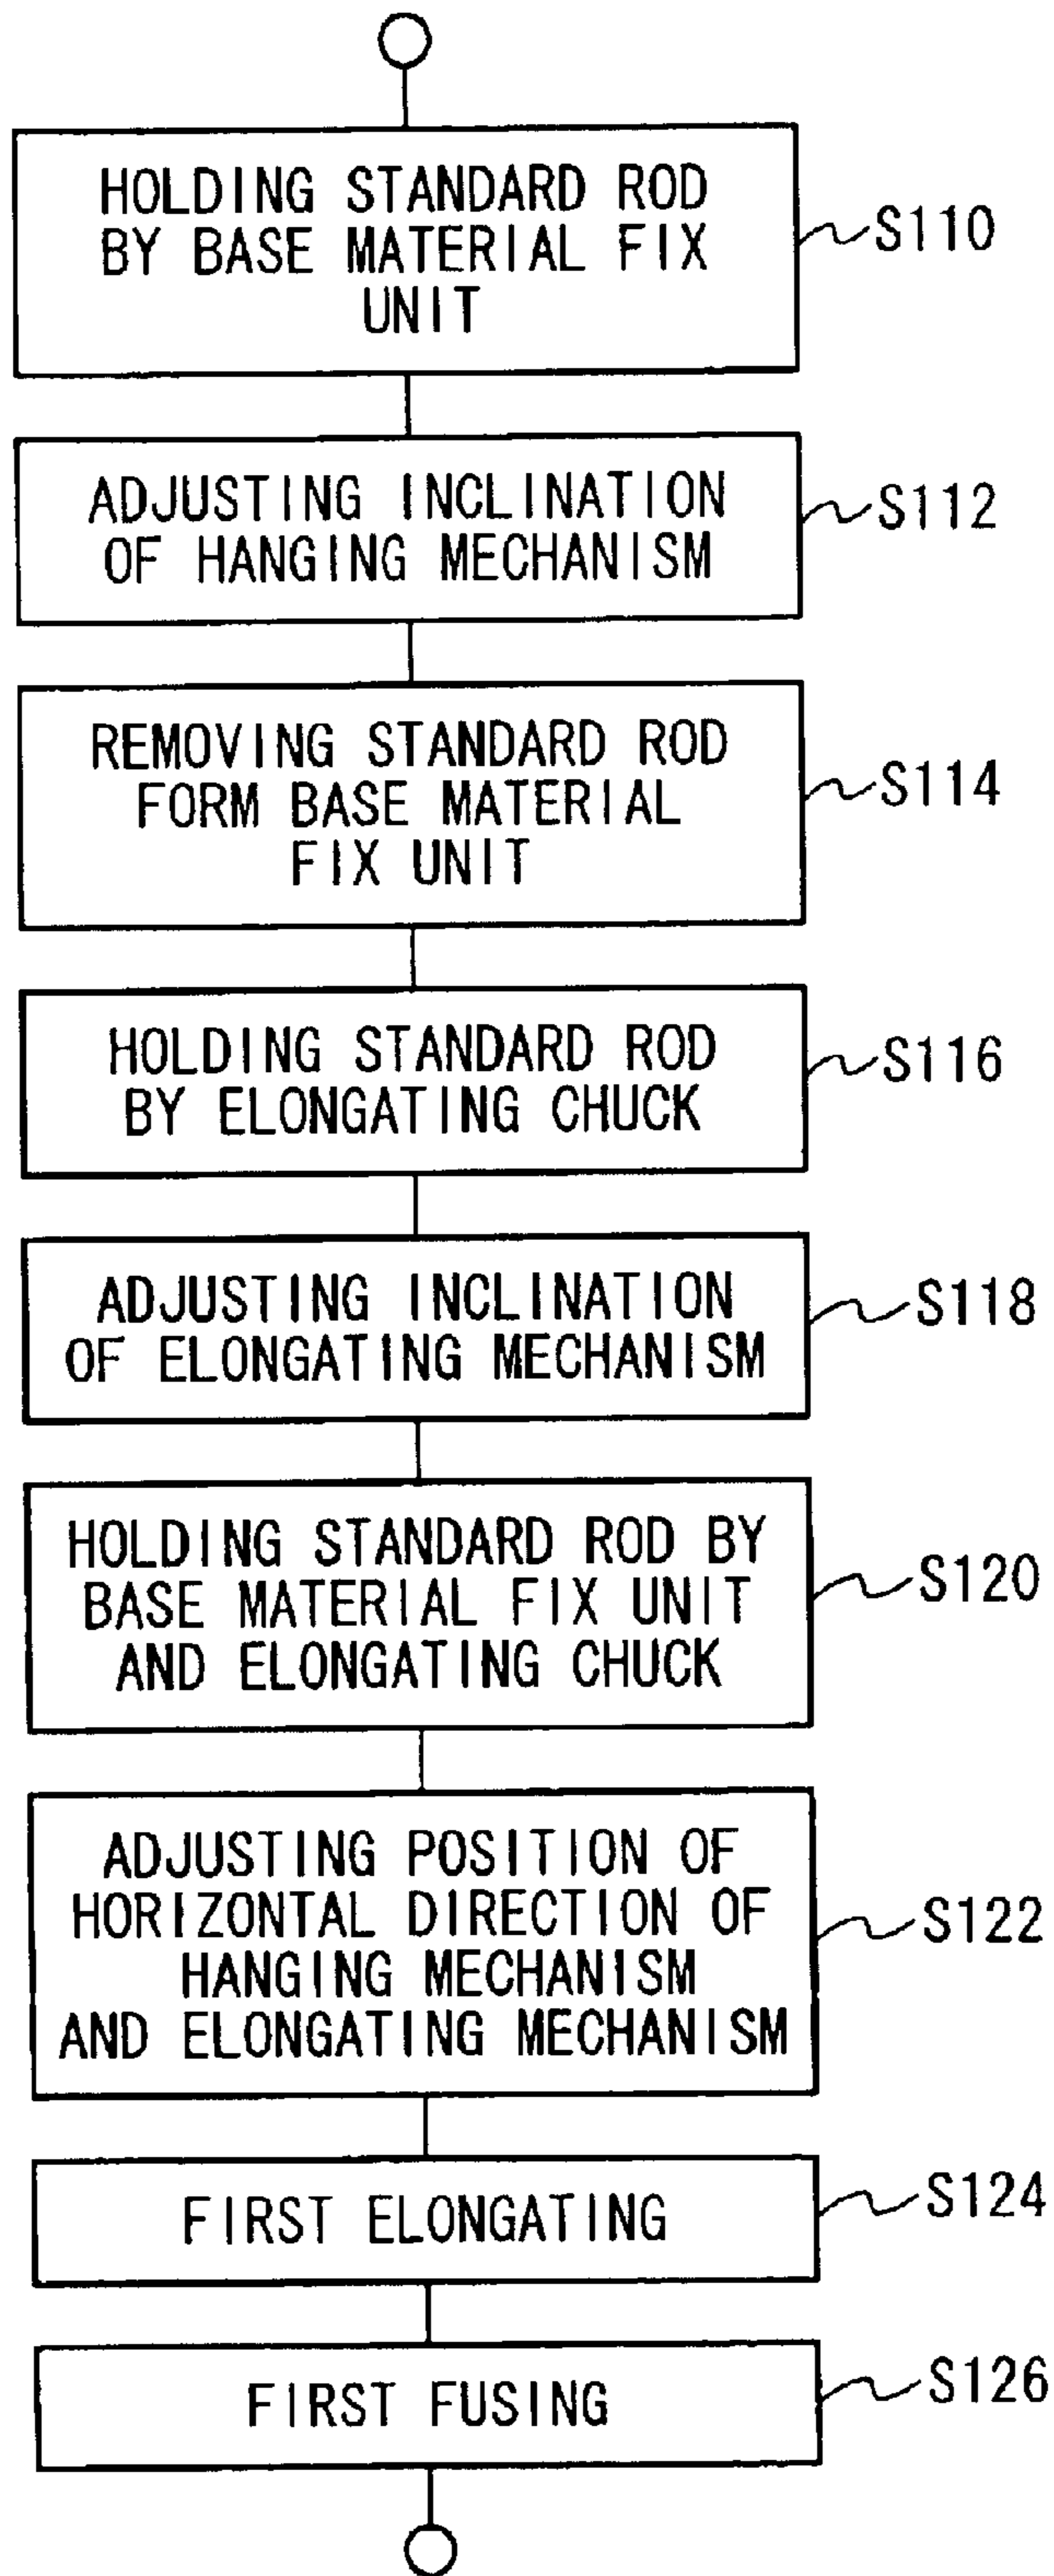 HOLDING STANDARD ROD
BY BASE MATERIAL FIX
UNIT
S110
ADJUSTING INCLINATION
OF HANGING MECHANISM
S112
REMOVING STANDARD ROD
FORM BASE MATERIAL
FIX UNIT
S114
HOLDING STANDARD ROD
BY ELONGATING CHUCK
S116
ADJUSTING INCLINATION
OF ELONGATING MECHANISM
S118
HOLDING STANDARD ROD BY
BASE MATERIAL FIX UNIT
AND ELONGATING CHUCK
S120
ADJUSTING POSITION OF
HORIZONTAL DIRECTION OF
HANGING MECHANISM
AND ELONGATING MECHANISM
S122
FIRST ELONGATING
S124
FIRST FUSING
S126